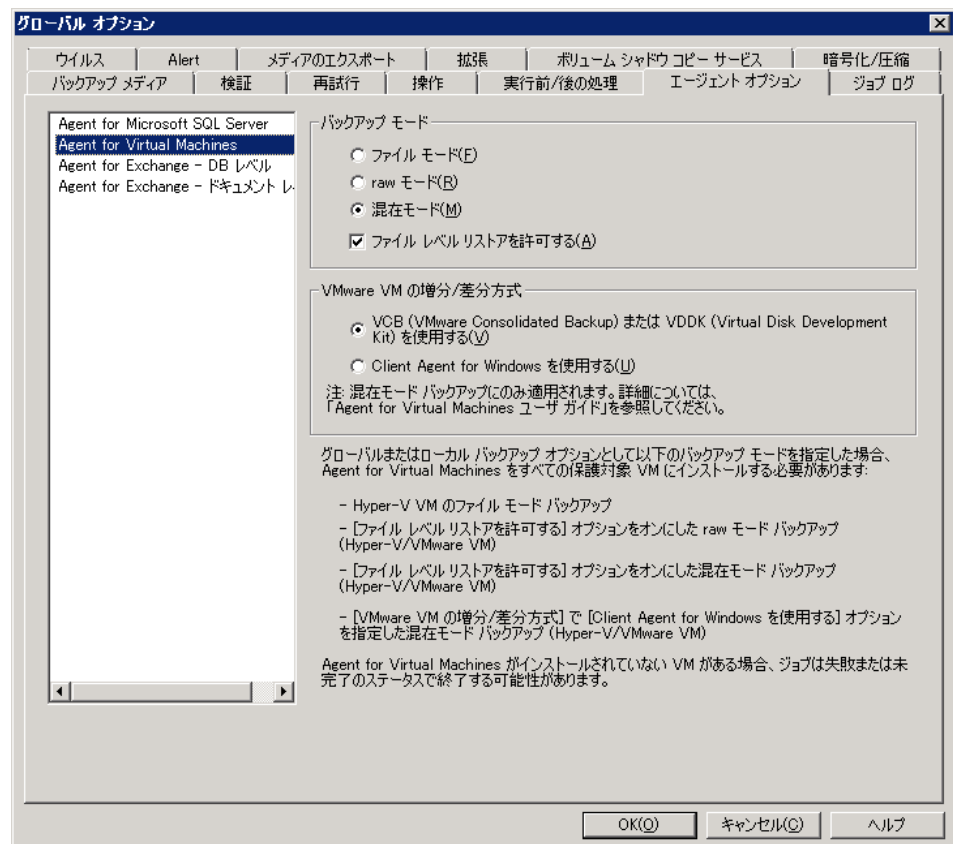 グローバル オプション
ウイルス
Alert
メディアのエクスポート
拡張
ボリューム シャドウ コピー サービス
暗号化/圧縮
バックアップ メディア
検証
再試行
操作
実行前/後の処理
エージェント オプション
ジョブ ログ
Agent for Microsoft SQL Server
Agent for Virtual Machines
Agent for Exchange - DB レベル
Agent for Exchange - ドキュメント レ
バックアップ モード
ファイル モード(F)
raw モード(R)
混在モード(M)
ファイル レベル リストアを許可する(A)
VMware VM の増分/差分方式
VCB (VMware Consolidated Backup) または VDDK (Virtual Disk Development
Kit) を使用する(V)
Client Agent for Windows を使用する(U)
注: 混在モード バックアップにのみ適用されます。詳細については、
「Agent for Virtual Machines ユーザ ガイド」を参照してください。
グローバルまたはローカル バックアップ オプションとして以下のバックアップ モードを指定した場合、
Agent for Virtual Machines をすべての保護対象 VM にインストールする必要があります:
- Hyper-V VM のファイル モード バックアップ
- [ファイル レベル リストアを許可する] オプションをオンにした raw モード バックアップ
(Hyper-V/VMware VM)
- [ファイル レベル リストアを許可する] オプションをオンにした混在モード バックアップ
(Hyper-V/VMware VM)
- [VMware VM の増分/差分方式] で [Client Agent for Windows を使用する] オプション
を指定した混在モード バックアップ (Hyper-V/VMware VM)
Agent for Virtual Machines がインストールされていない VM がある場合、ジョブは失敗または未
完了のステータスで終了する可能性があります。
OK(O)
キャンセル(C)
ヘルプ